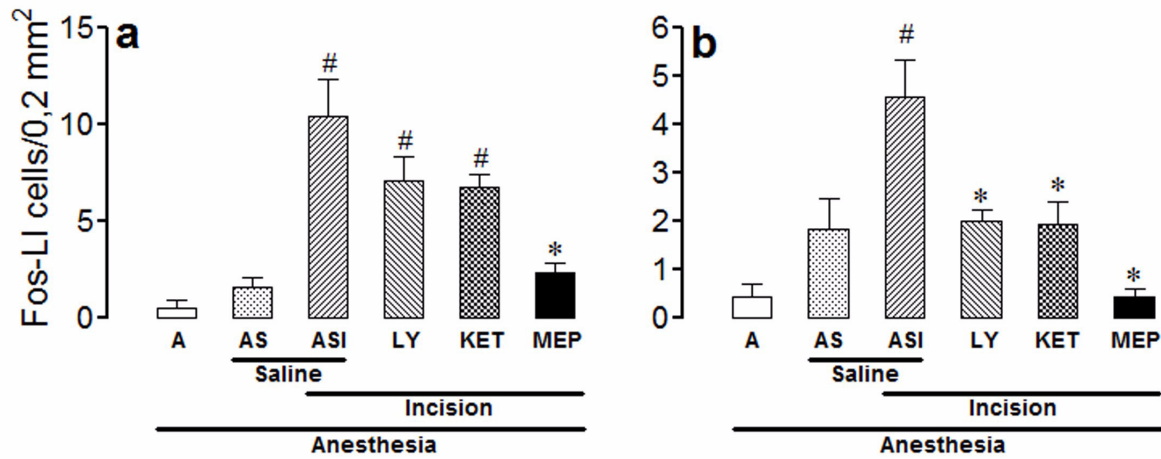 a
Fos-LI cells/0,2 mm²
15
10
5
0
# # # *
A AS ASI LY KET MEP
Saline
Incision
Anesthesia
b
6
5
4
3
2
1
0
# * * *
A AS ASI LY KET MEP
Saline
Incision
Anesthesia